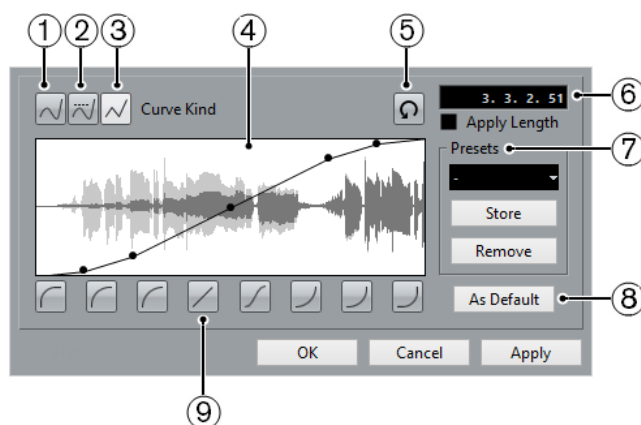 ① ② ③ ④ ⑤
Curve Kind
3. 3. 2. 51 ⑥
Apply Length
Presets ⑦
-
Store
Remove
As Default ⑧
OK Cancel Apply
⑨